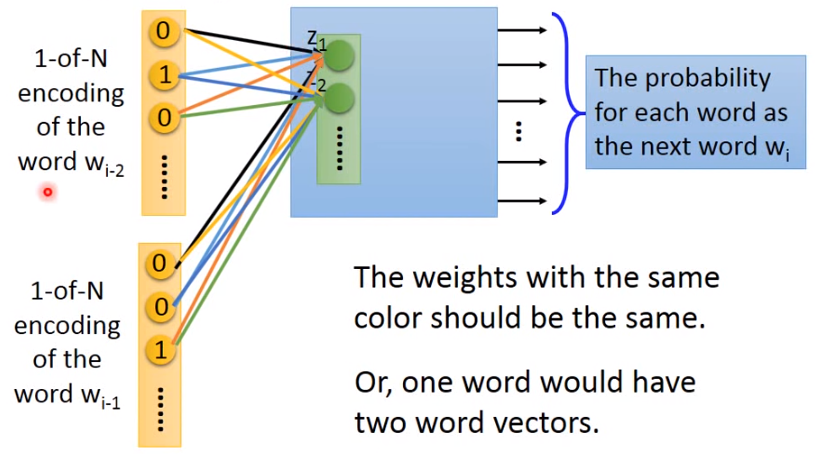 1-of-N
encoding
of the
word wi-2
0
1
0
......
z1
z2
......
......
The probability
for each word as
the next word wi
1-of-N
encoding
of the
word wi-1
0
0
1
......
The weights with the same
color should be the same.
Or, one word would have
two word vectors.